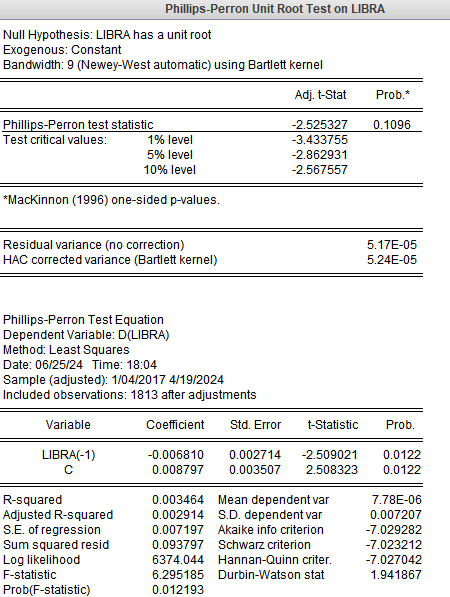 Phillips-Perron Unit Root Test on LIBRA
Null Hypothesis: LIBRA has a unit root
Exogenous: Constant
Bandwidth: 9 (Newey-West automatic) using Bartlett kernel
Adj. t-Stat Prob.*
Phillips-Perron test statistic -2.525327 0.1096
Test critical values: 1% level -3.433755
5% level -2.862931
10% level -2.567557
*MacKinnon (1996) one-sided p-values.
Residual variance (no correction) 5.17E-05
HAC corrected variance (Bartlett kernel) 5.24E-05
Phillips-Perron Test Equation
Dependent Variable: D(LIBRA)
Method: Least Squares
Date: 06/25/24 Time: 18:04
Sample (adjusted): 1/04/2017 4/19/2024
Included observations: 1813 after adjustments
Variable Coefficient Std. Error t-Statistic Prob.
LIBRA(-1) -0.006810 0.002714 -2.509021 0.0122
C 0.008797 0.003507 2.508323 0.0122
R-squared 0.003464 Mean dependent var 7.78E-06
Adjusted R-squared 0.002914 S.D. dependent var 0.007207
S.E. of regression 0.007197 Akaike info criterion -7.029282
Sum squared resid 0.093797 Schwarz criterion -7.023212
Log likelihood 6374.044 Hannan-Quinn criter. -7.027042
F-statistic 6.295185 Durbin-Watson stat 1.941867
Prob(F-statistic) 0.012193